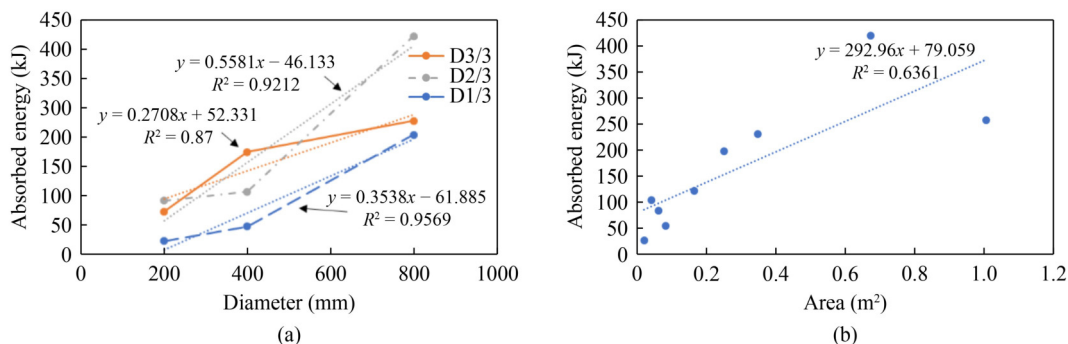 450
400
350
300
250
200
150
100
50
0
Absorbed energy (kJ)
y = 0.5581x − 46.133
R² = 0.9212
y = 0.2708x + 52.331
R² = 0.87
y = 0.3538x − 61.885
R² = 0.9569
D3/3
D2/3
D1/3
0 200 400 600 800 1000
Diameter (mm)
(a)
450
400
350
300
250
200
150
100
50
0
Absorbed energy (kJ)
y = 292.96x + 79.059
R² = 0.6361
0 0.2 0.4 0.6 0.8 1.0 1.2
Area (m²)
(b)